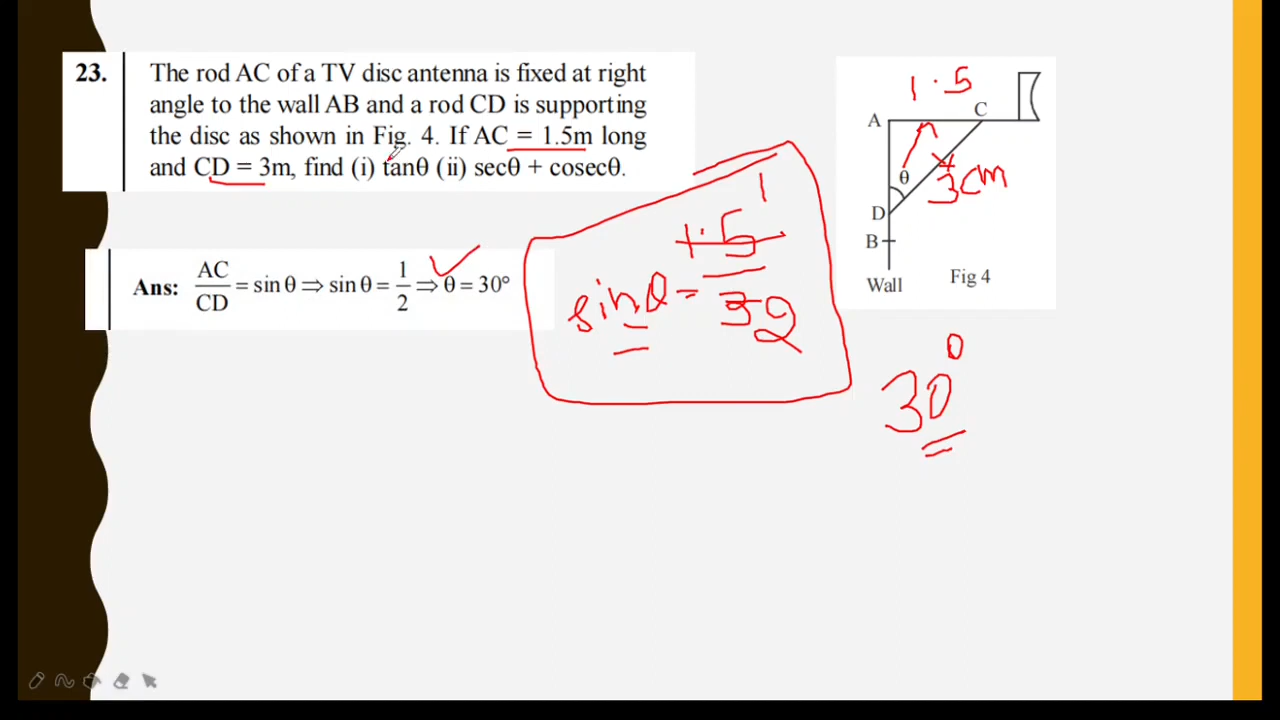 23. The rod AC of a TV disc antenna is fixed at right
angle to the wall AB and a rod CD is supporting
the disc as shown in Fig. 4. If AC = 1.5m long
and CD = 3m, find (i) tanθ (ii) secθ + cosecθ.
1.5
A
C
θ
3cm
D
B
Wall
Fig 4
Ans: AC/CD = sin θ ⇒ sin θ = 1/2 ⇒ θ = 30°
1
sinθ = 1.5/3 2
30°